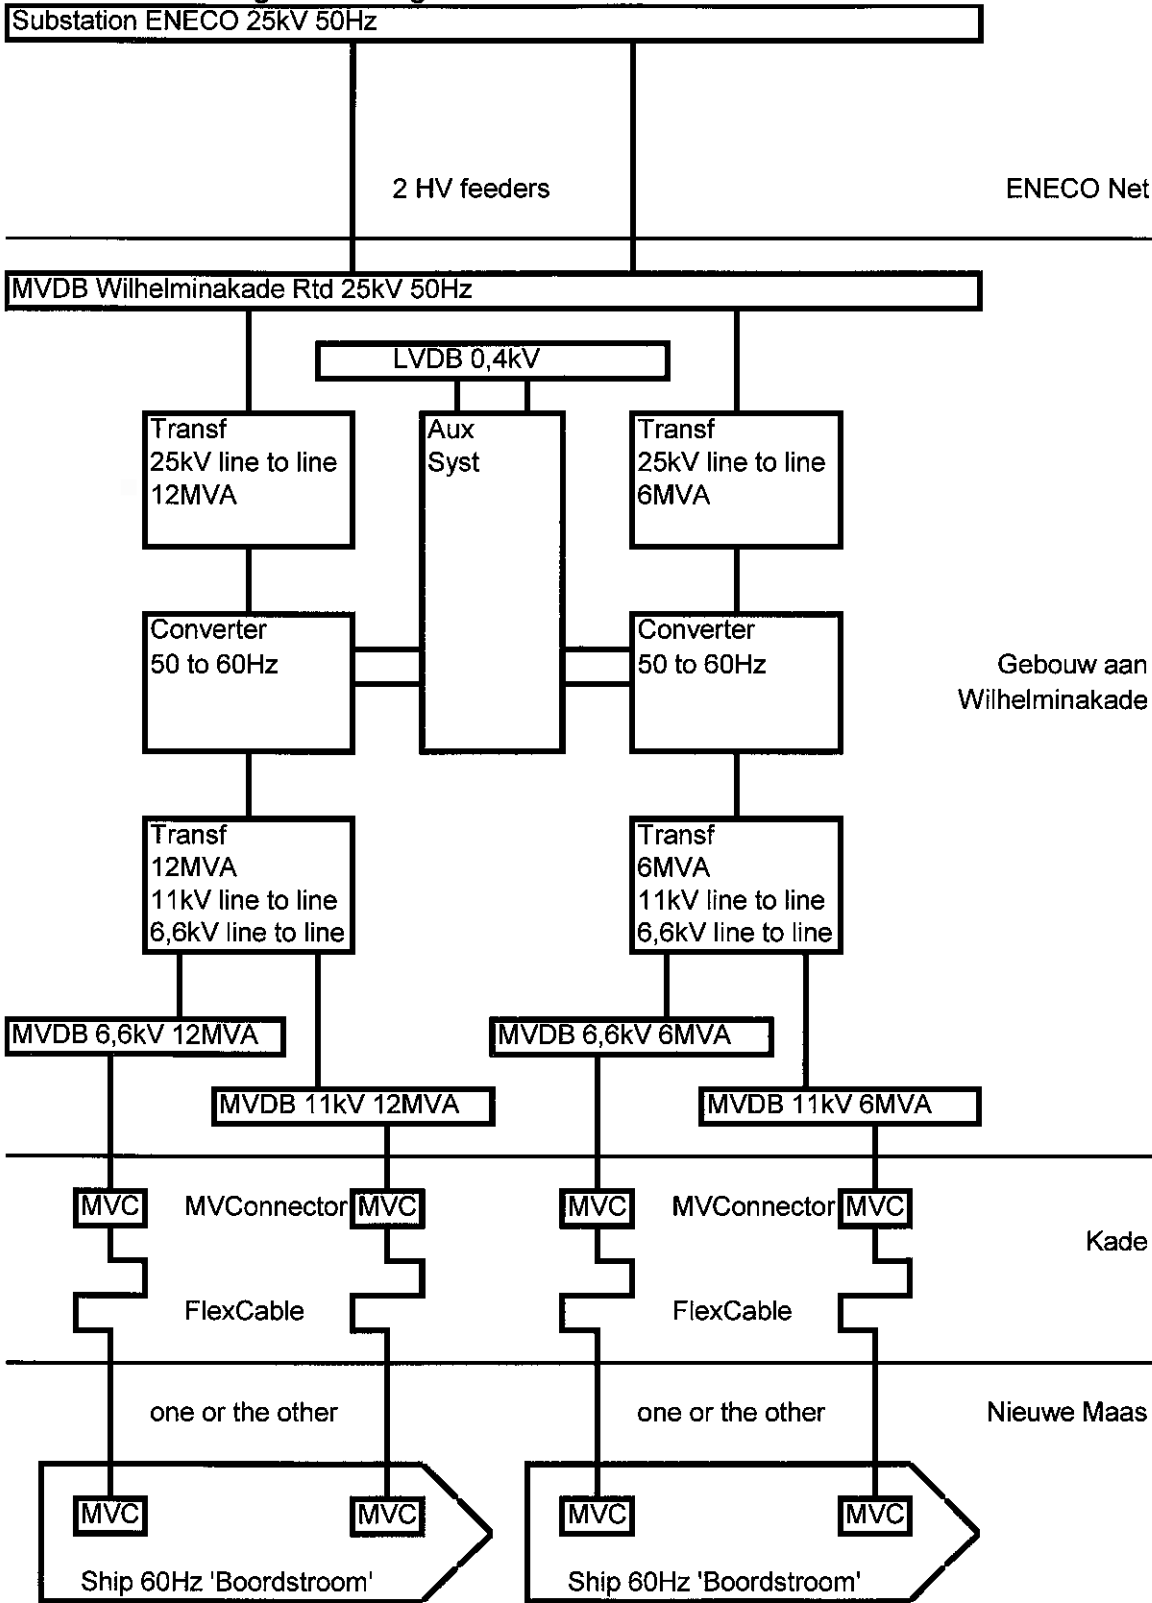 Substation ENECO 25kV 50Hz
2 HV feeders
ENECO Net
MVDB Wilhelminakade Rtd 25kV 50Hz
LVDB 0,4kV
Transf
25kV line to line
12MVA
Aux
Syst
Transf
25kV line to line
6MVA
Converter
50 to 60Hz
Converter
50 to 60Hz
Gebouw aan
Wilhelminakade
Transf
12MVA
11kV line to line
6,6kV line to line
Transf
6MVA
11kV line to line
6,6kV line to line
MVDB 6,6kV 12MVA
MVDB 6,6kV 6MVA
MVDB 11kV 12MVA
MVDB 11kV 6MVA
MVC
MVConnector
MVC
MVC
MVConnector
MVC
Kade
FlexCable
FlexCable
one or the other
one or the other
Nieuwe Maas
MVC
MVC
MVC
MVC
Ship 60Hz 'Boordstroom'
Ship 60Hz 'Boordstroom'